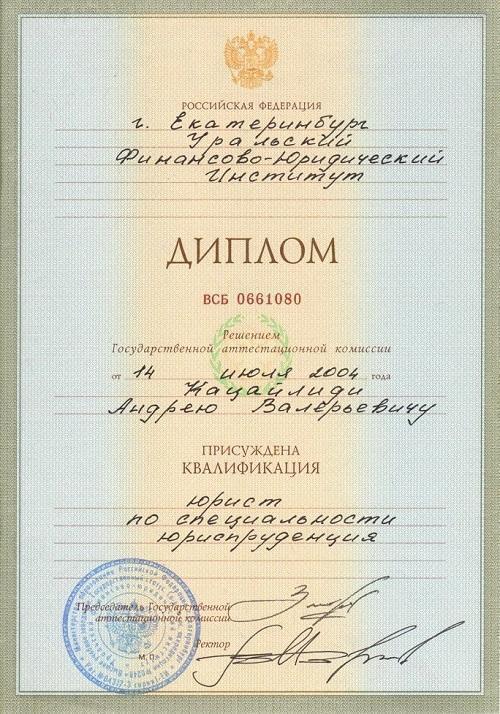 РОССИЙСКАЯ ФЕДЕРАЦИЯ
г. Екатеринбург
Уральский
Финансово-Юридический
Институт
ДИПЛОМ
ВСБ 0661080
Решением
Государственной аттестационной комиссии
от 14 июля 2004 года
Кацайлиди
Андрею Валерьевичу
ПРИСУЖДЕНА
КВАЛИФИКАЦИЯ
юрист
по специальности
юриспруденция
Председатель Государственной
аттестационной комиссии
Ректор
М.П.